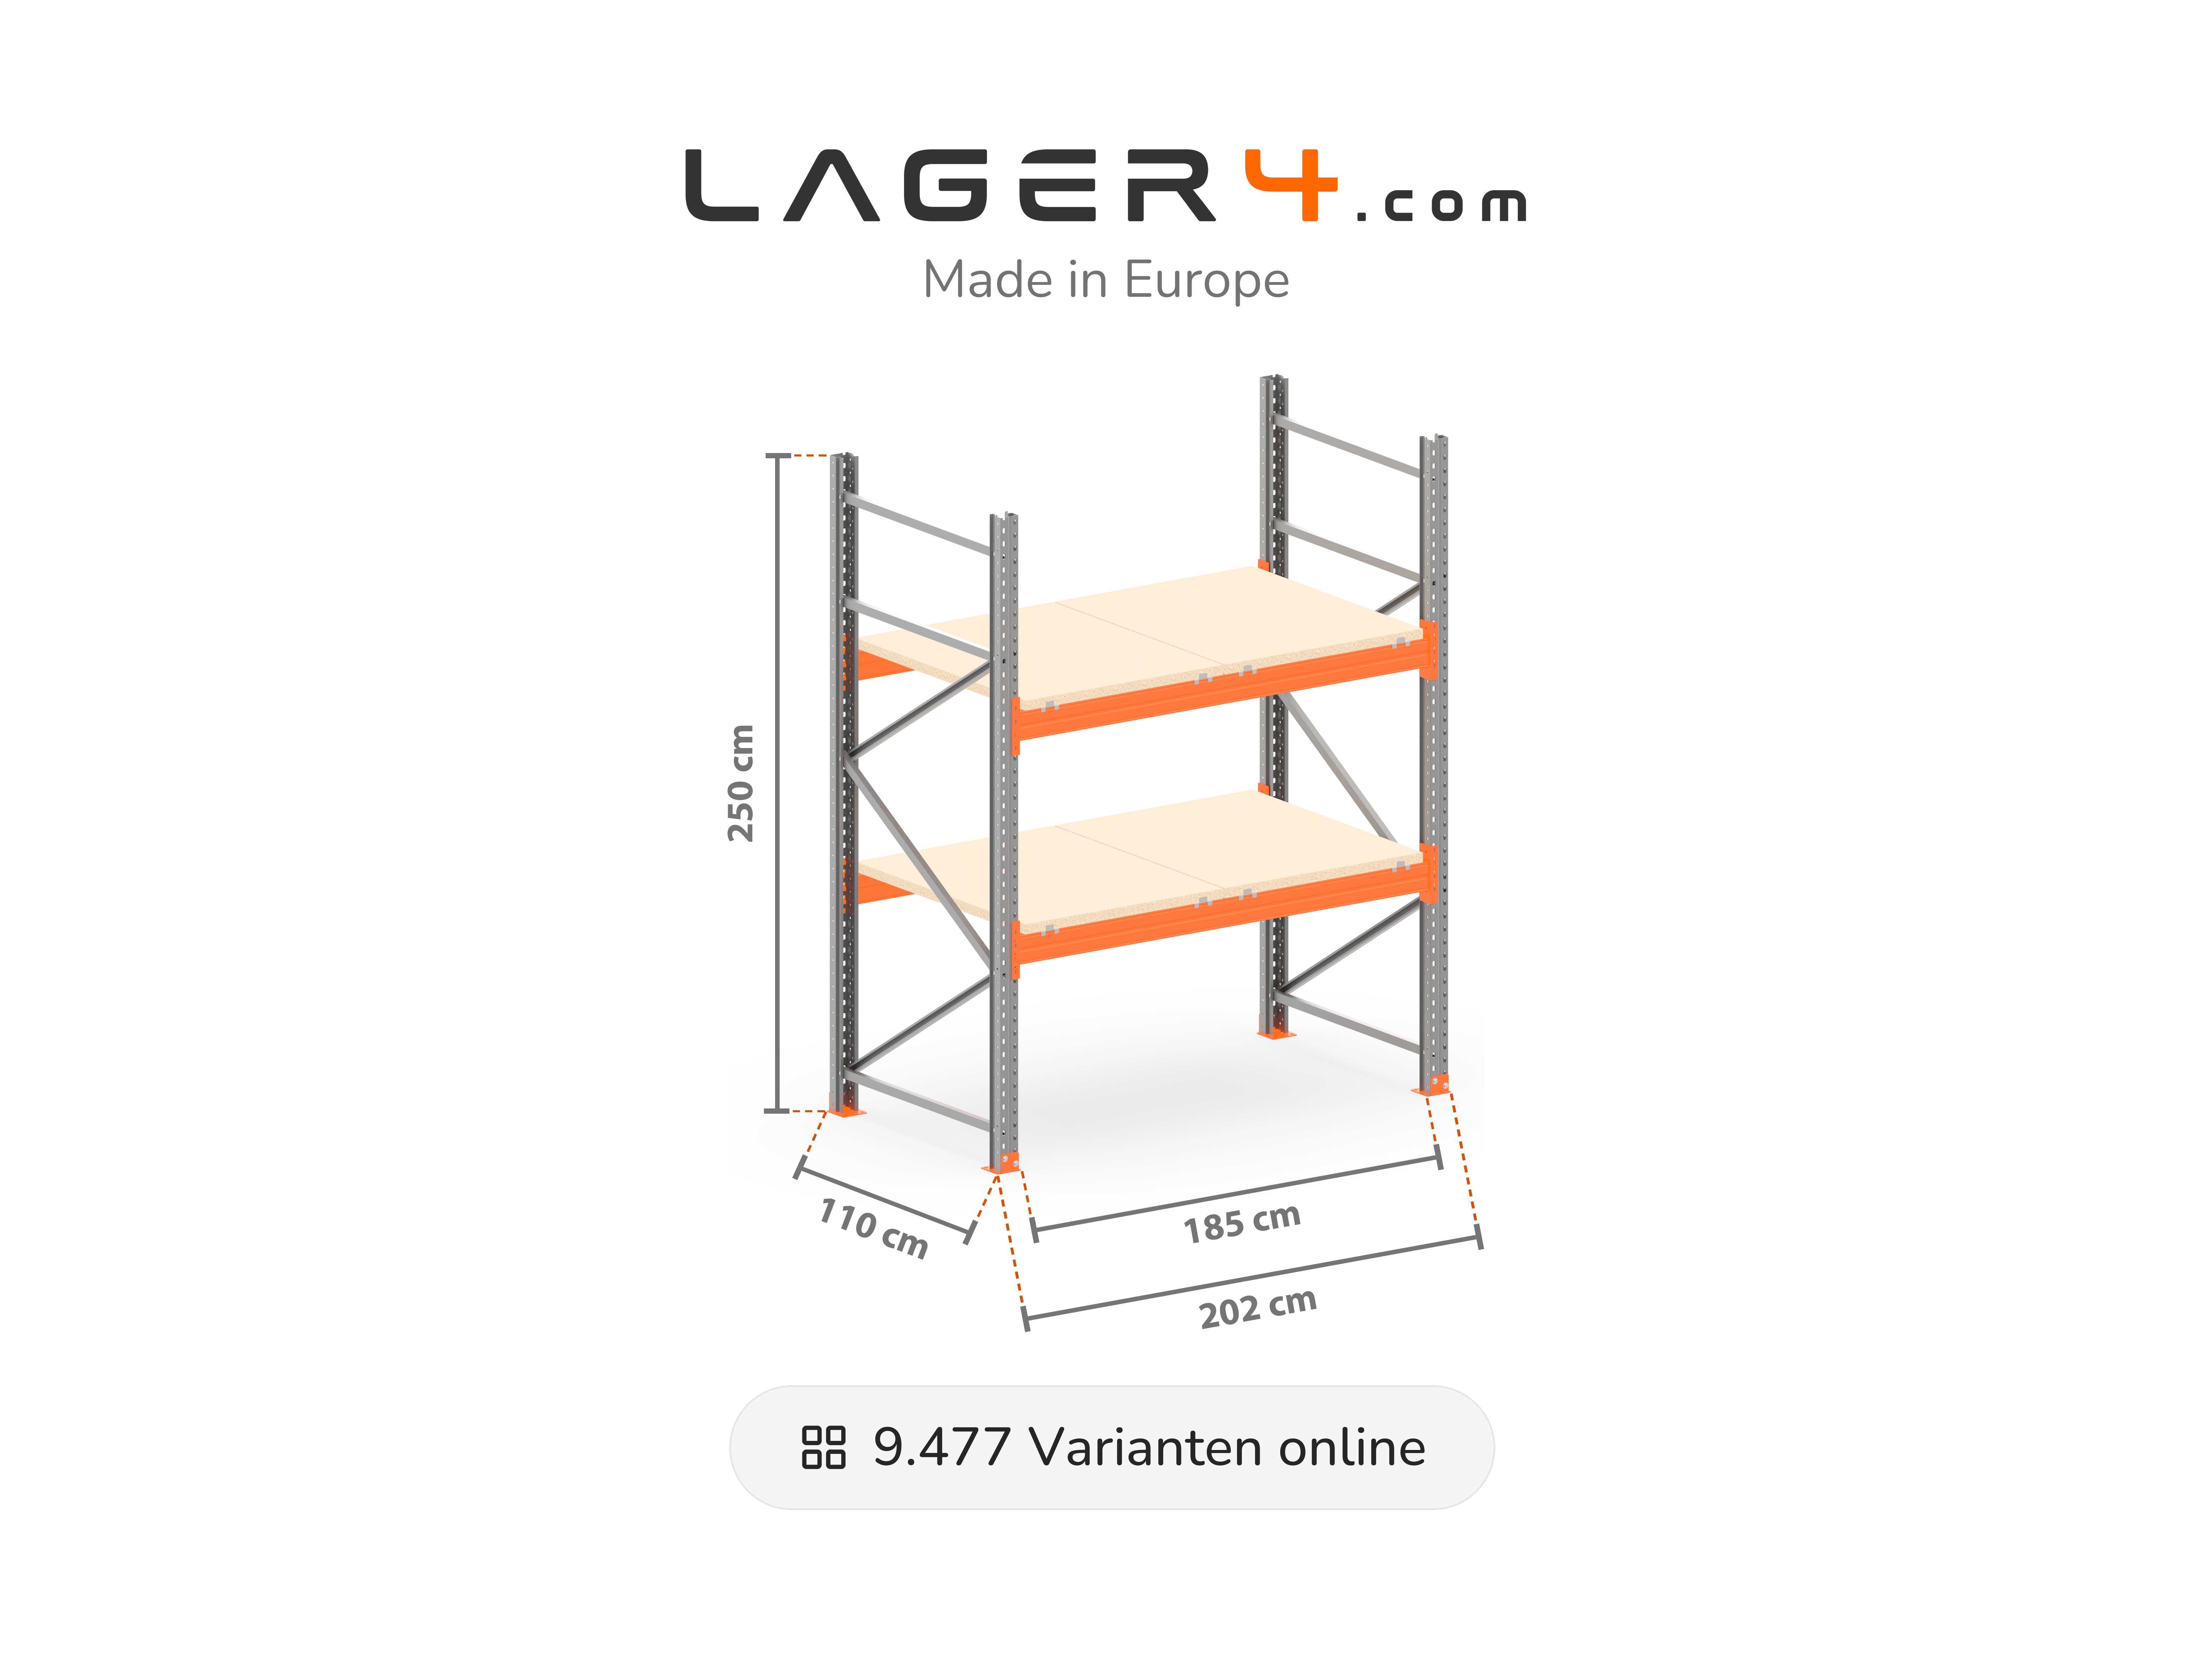 LAGER4.com
Made in Europe
250 cm
110 cm
185 cm
202 cm
9.477 Varianten online